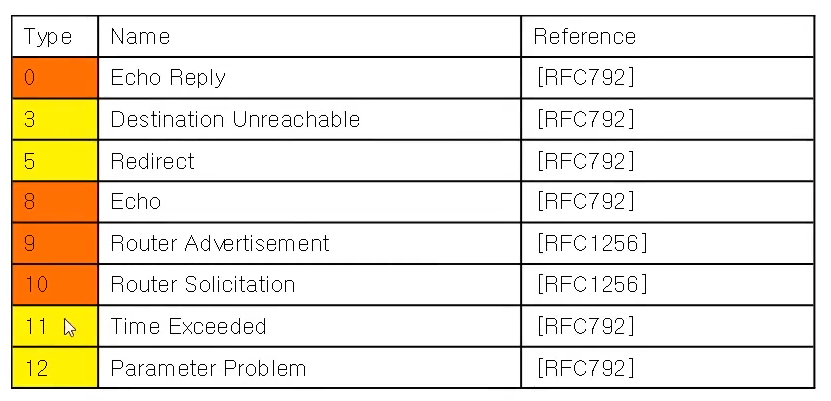 Type Name Reference
0 Echo Reply [RFC792]
3 Destination Unreachable [RFC792]
5 Redirect [RFC792]
8 Echo [RFC792]
9 Router Advertisement [RFC1256]
10 Router Solicitation [RFC1256]
11 Time Exceeded [RFC792]
12 Parameter Problem [RFC792]